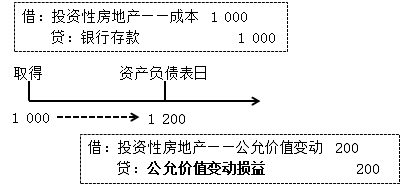 借：投资性房地产——成本 1 000
贷：银行存款 1 000
取得 资产负债表日
1 000 1 200
借：投资性房地产——公允价值变动 200
贷：公允价值变动损益 200